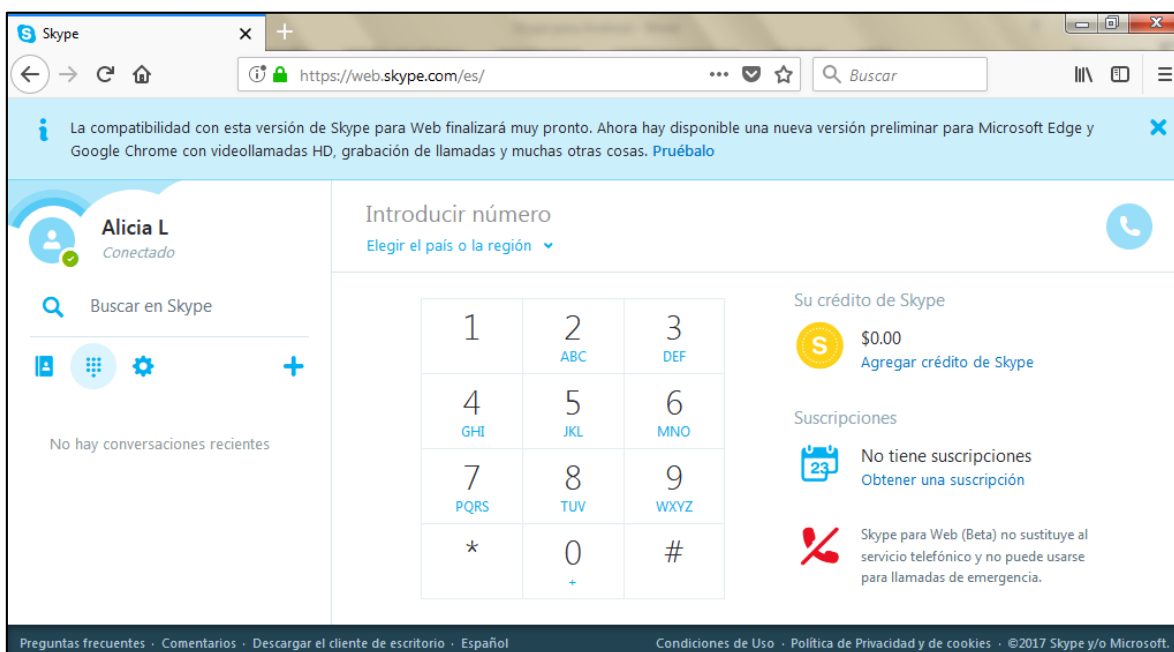 Skype
https://web.skype.com/es/
Buscar
La compatibilidad con esta versión de Skype para Web finalizará muy pronto. Ahora hay disponible una nueva versión preliminar para Microsoft Edge y
Google Chrome con videollamadas HD, grabación de llamadas y muchas otras cosas. Pruébalo
Alicia L
Conectado
Buscar en Skype
No hay conversaciones recientes
Introducir número
Elegir el país o la región
1
2
3
ABC
DEF
4
5
6
GHI
JKL
MNO
7
8
9
PQRS
TUV
WXYZ
*
0
#
+
Su crédito de Skype
S
$0.00
Agregar crédito de Skype
Suscripciones
23
No tiene suscripciones
Obtener una suscripción
Skype para Web (Beta) no sustituye al
servicio telefónico y no puede usarse
para llamadas de emergencia.
Preguntas frecuentes · Comentarios · Descargar el cliente de escritorio · Español
Condiciones de Uso · Política de Privacidad y de cookies · ©2017 Skype y/o Microsoft.